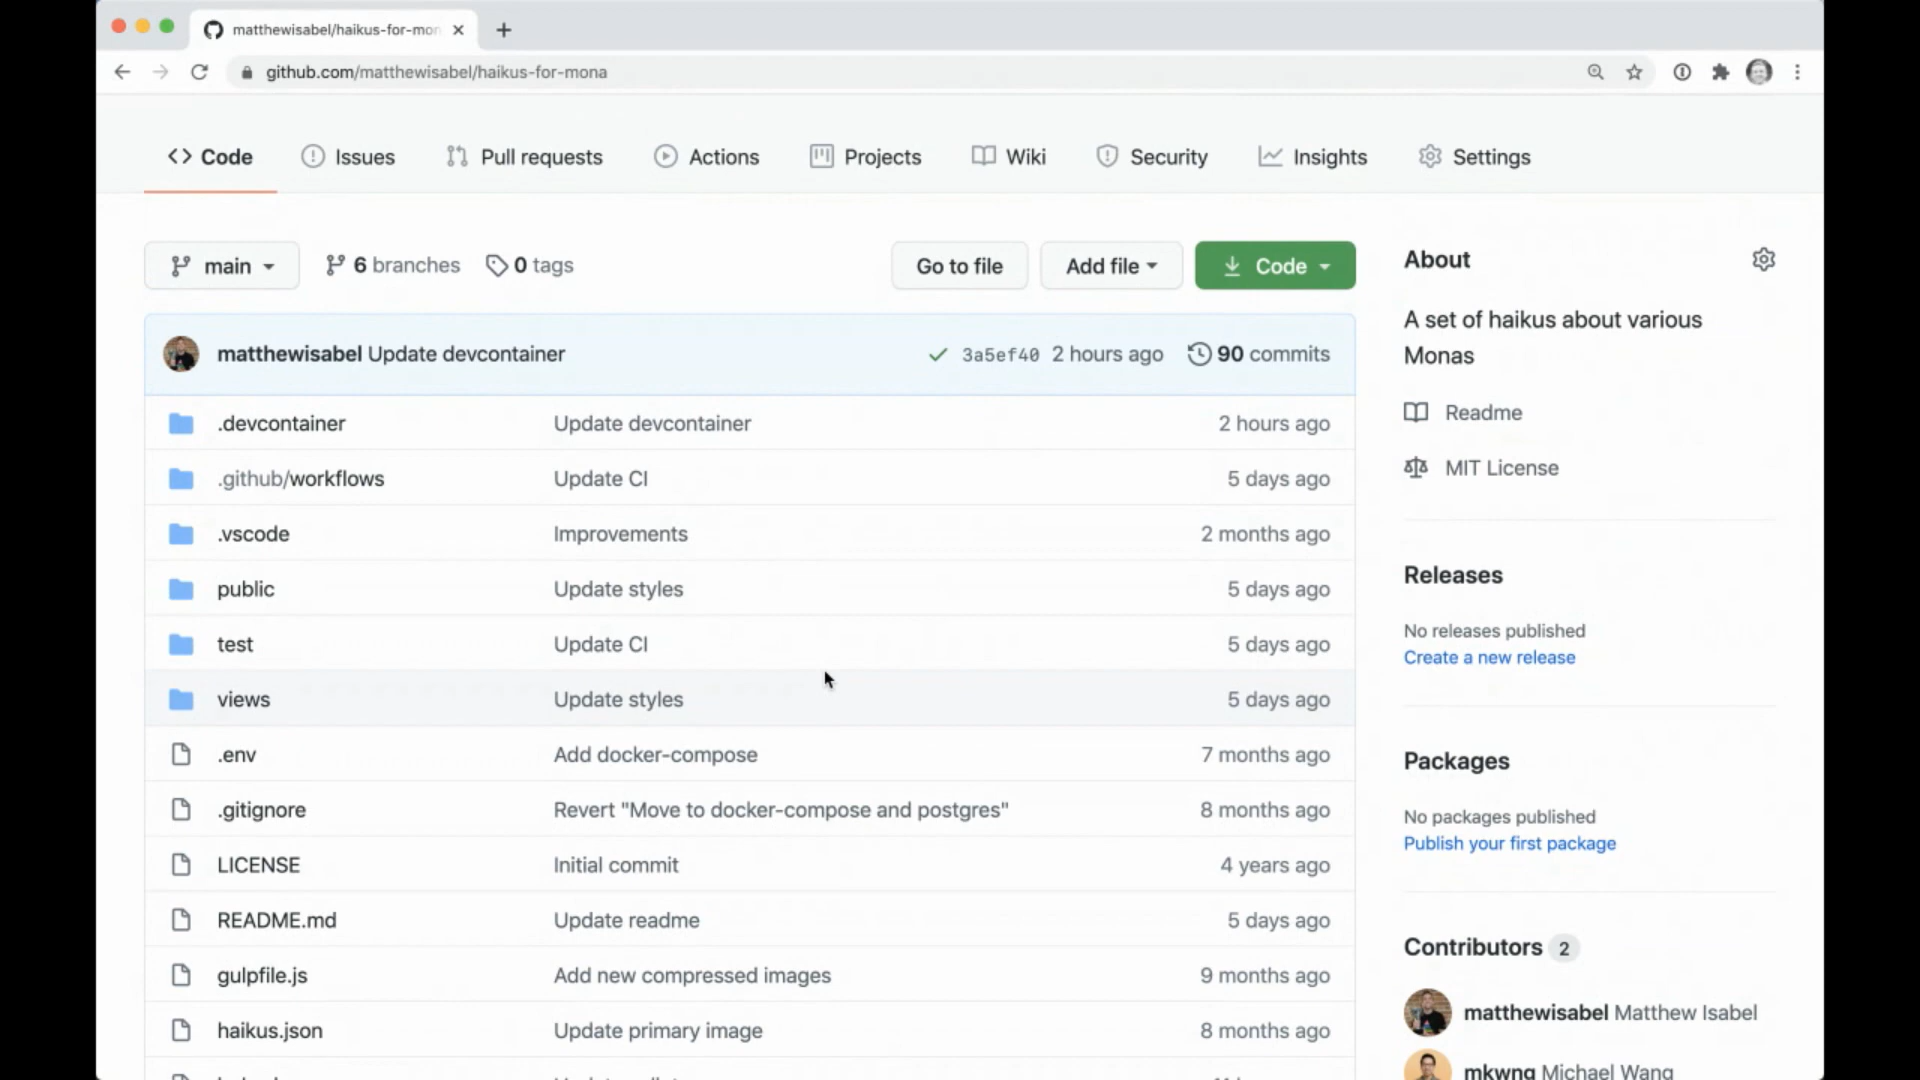 matthewisabel/haikus-for-mon
github.com/matthewisabel/haikus-for-mona
Code Issues Pull requests Actions Projects Wiki Security Insights Settings
main 6 branches 0 tags Go to file Add file Code
matthewisabel Update devcontainer 3a5ef40 2 hours ago 90 commits
.devcontainer Update devcontainer 2 hours ago
.github/workflows Update CI 5 days ago
.vscode Improvements 2 months ago
public Update styles 5 days ago
test Update CI 5 days ago
views Update styles 5 days ago
.env Add docker-compose 7 months ago
.gitignore Revert "Move to docker-compose and postgres" 8 months ago
LICENSE Initial commit 4 years ago
README.md Update readme 5 days ago
gulpfile.js Add new compressed images 9 months ago
haikus.json Update primary image 8 months ago
About
A set of haikus about various
Monas
Readme
MIT License
Releases
No releases published
Create a new release
Packages
No packages published
Publish your first package
Contributors 2
matthewisabel Matthew Isabel
mkwng Michael Wang